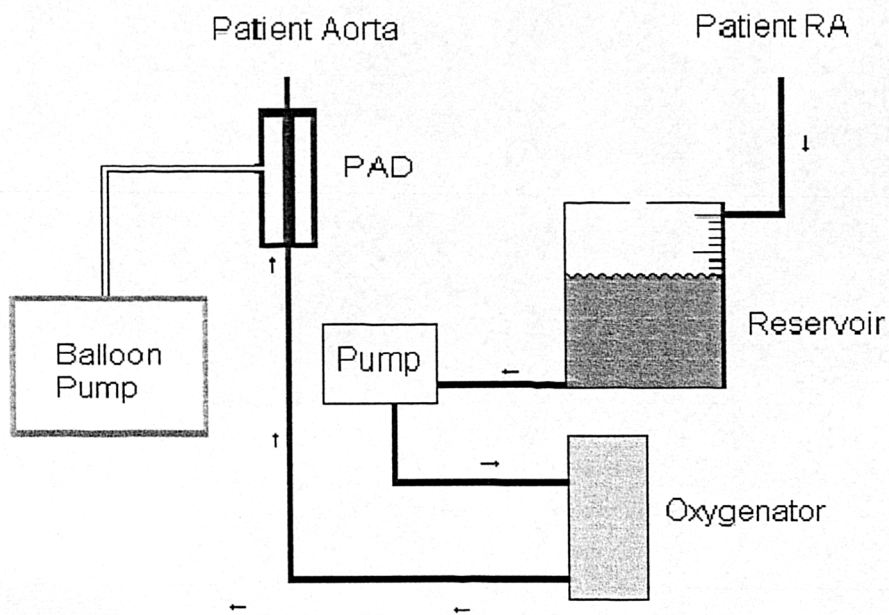 Patient Aorta
Patient RA
PAD
Balloon
Pump
Pump
Reservoir
Oxygenator